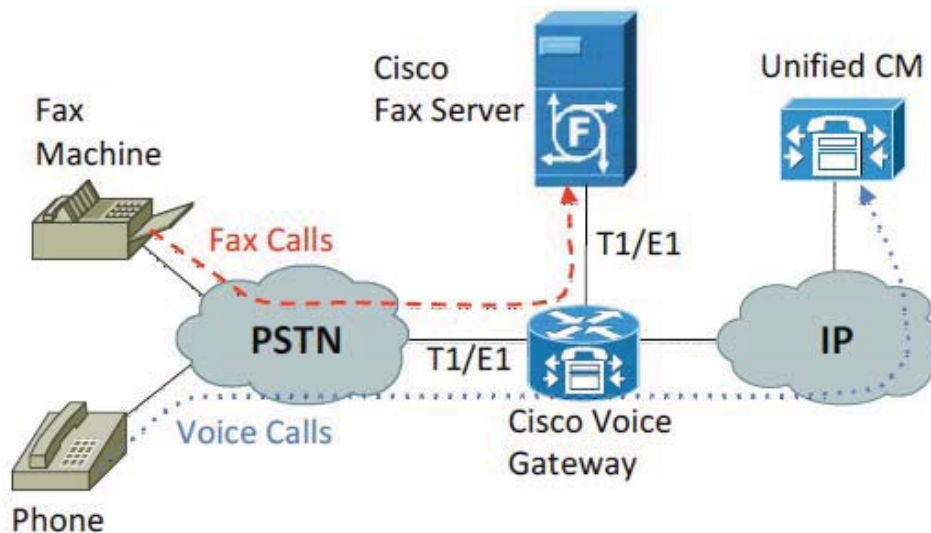 Cisco
Fax Server
Unified CM
Fax
Machine
F
Fax Calls
T1/E1
PSTN
T1/E1
IP
Voice Calls
Cisco Voice
Gateway
Phone